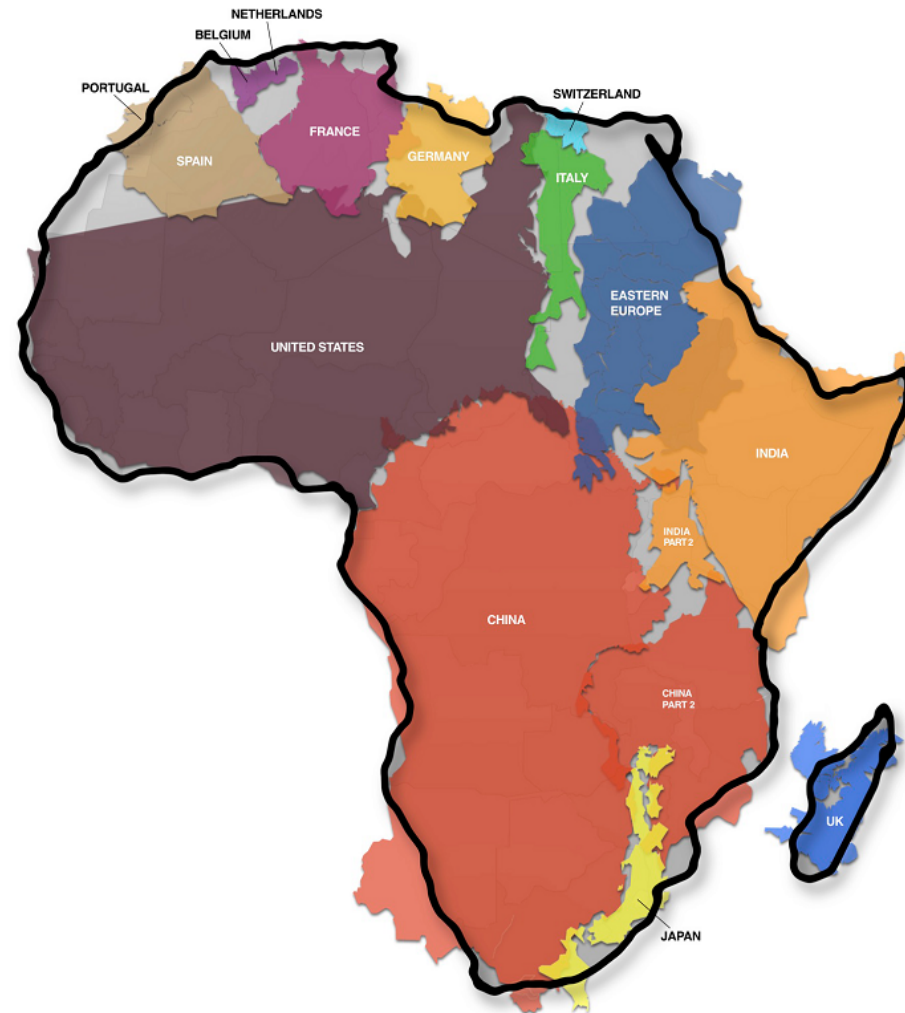 NETHERLANDS
BELGIUM
PORTUGAL
SWITZERLAND
FRANCE
SPAIN
GERMANY
ITALY
EASTERN
EUROPE
UNITED STATES
INDIA
INDIA
PART 2
CHINA
CHINA
PART 2
UK
JAPAN